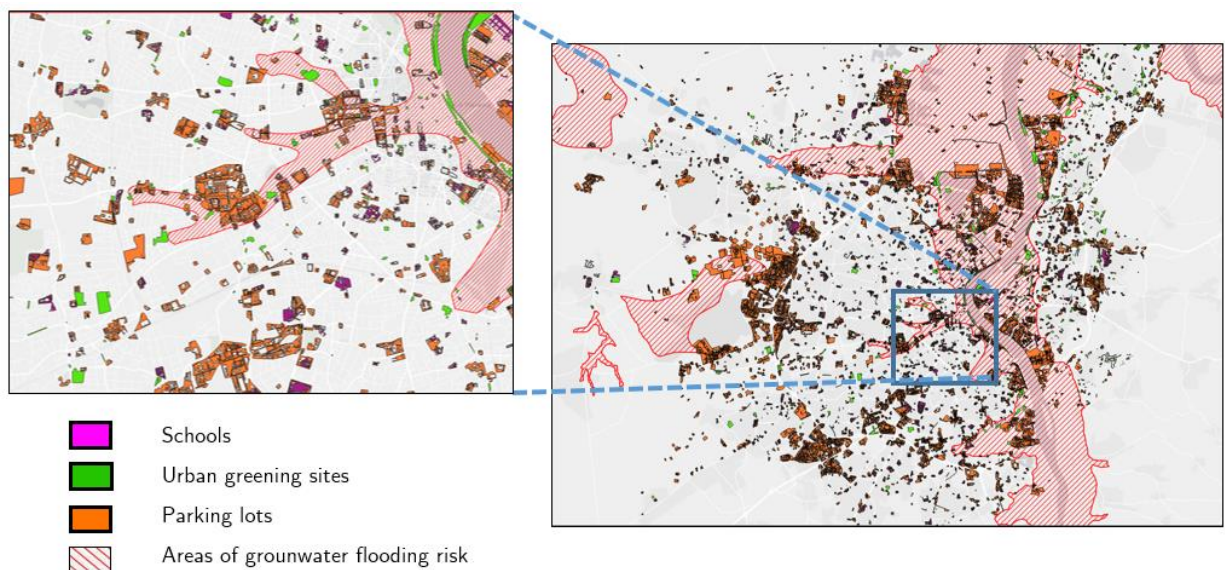 Schools
Urban greening sites
Parking lots
Areas of grounwater flooding risk